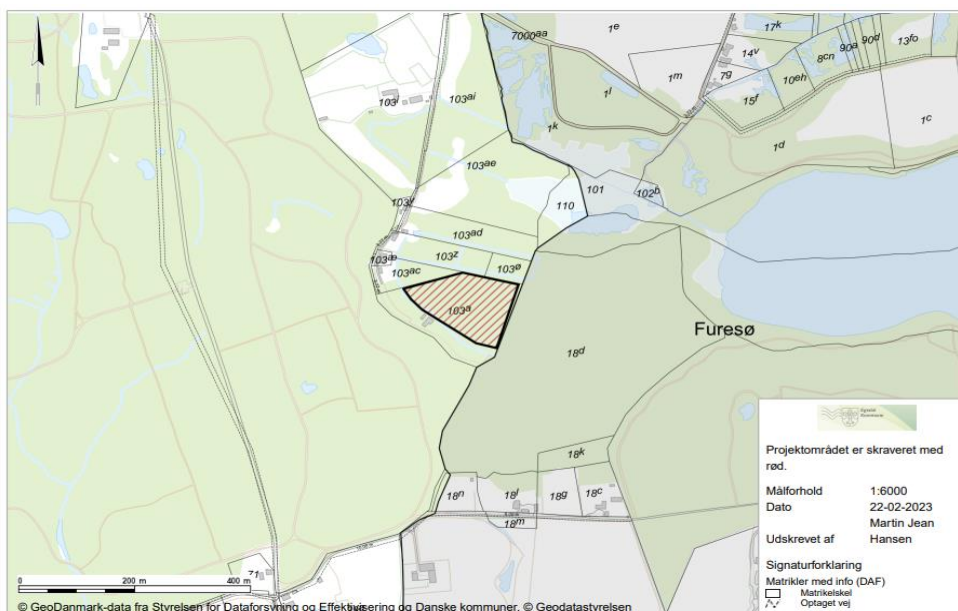 7000aa
1e
17k
14v
8cn
90a
90d
13fo
1m
7g
10eh
15f
103i
103ai
1l
1k
1c
1d
103ae
101
102b
103y
110
103ad
103æ
103z
103ac
103ø
103a
Furesø
18d
18k
18n
18l
18g
18c
18m
71
0
200 m
400 m
Egedal
Kommune
Projektområdet er skraveret med
rød.
Målforhold 1:6000
Dato 22-02-2023
Martin Jean
Udskrevet af Hansen
Signaturforklaring
Matrikler med info (DAF)
Matrikelskel
Optaget vej
© GeoDanmark-data fra Styrelsen for Dataforsyning og Effektivisering og Danske kommuner, © Geodatastyrelsen